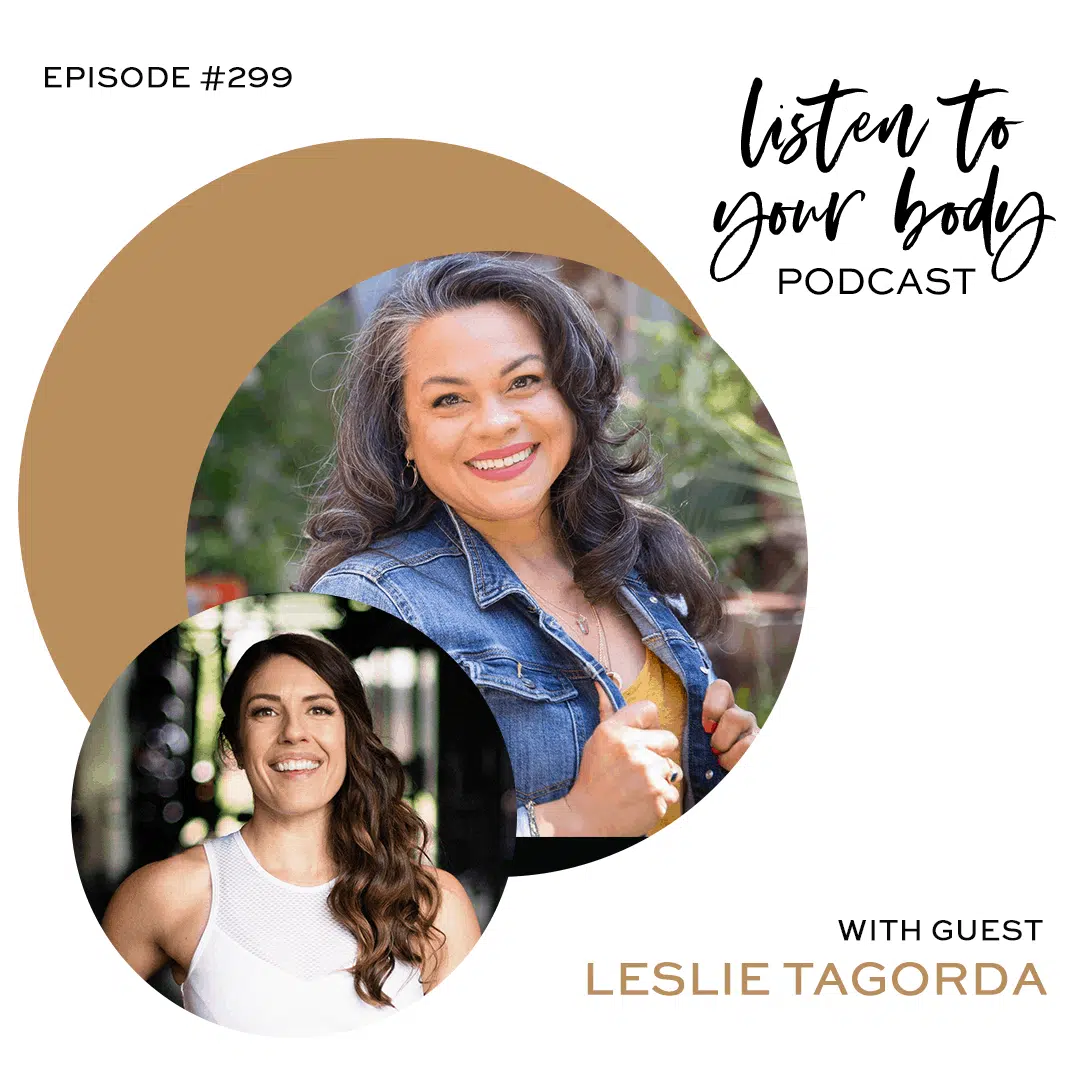 EPISODE #299
listen to
your body
PODCAST
WITH GUEST
LESLIE TAGORDA